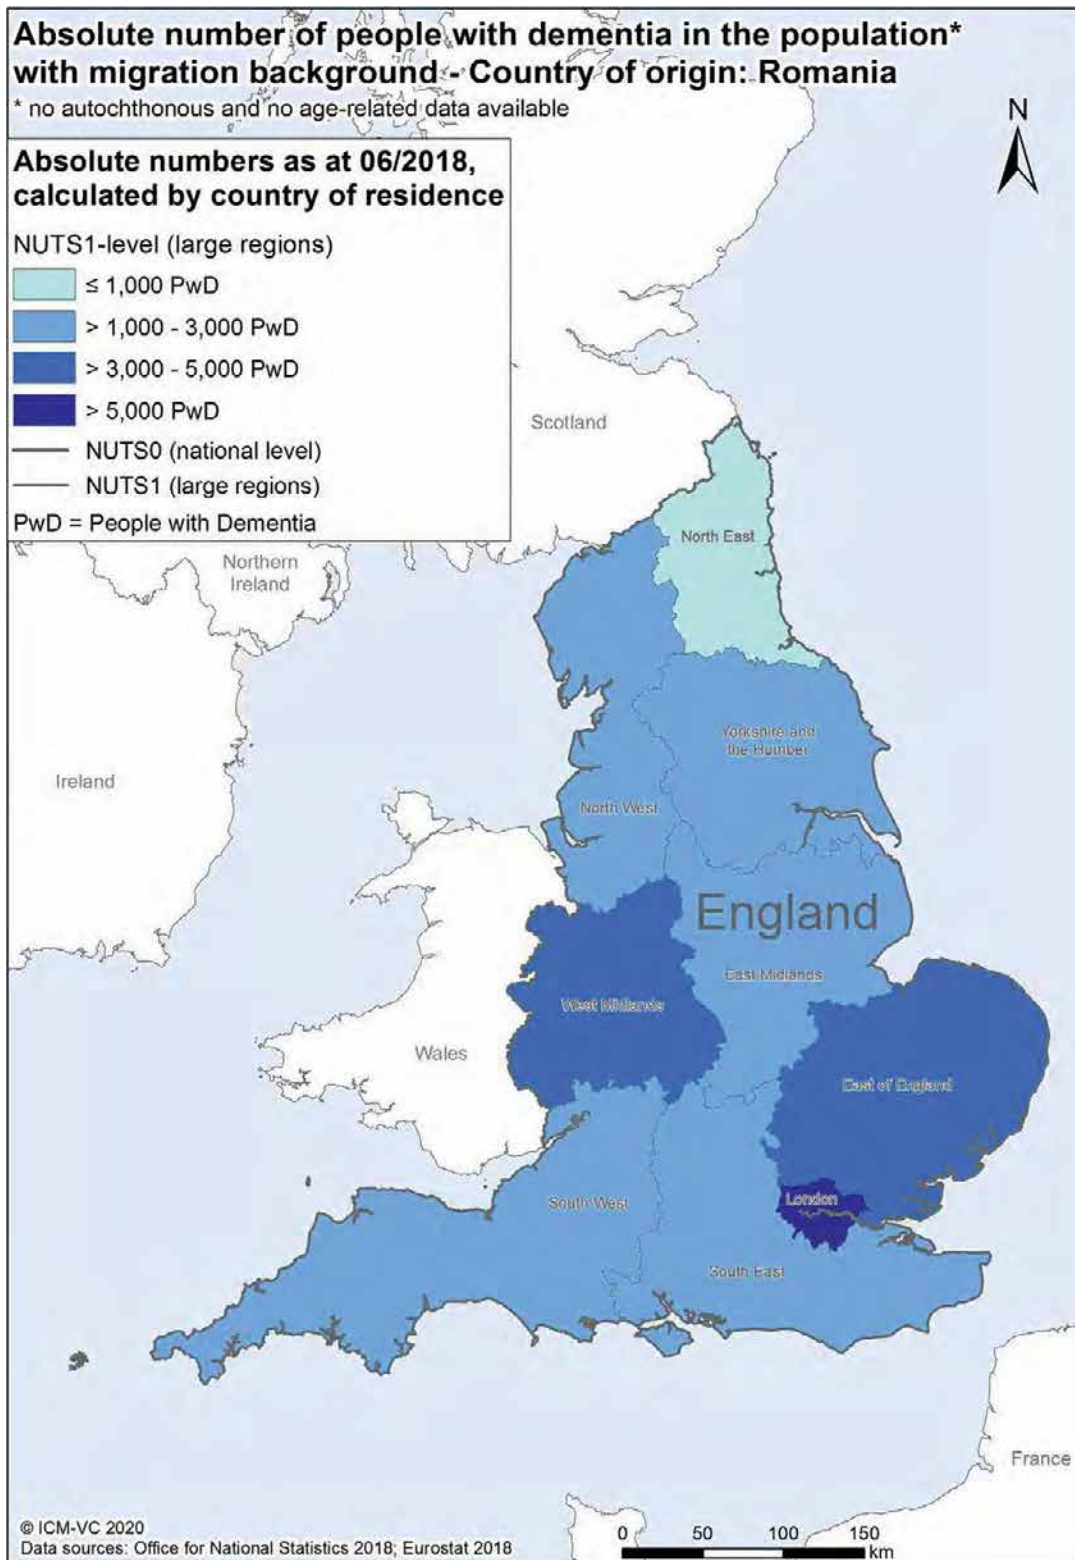 Absolute number of people with dementia in the population*
with migration background - Country of origin: Romania
* no autochthonous and no age-related data available
N
Absolute numbers as at 06/2018,
calculated by country of residence
NUTS1-level (large regions)
≤ 1,000 PwD
> 1,000 - 3,000 PwD
> 3,000 - 5,000 PwD
> 5,000 PwD
NUTS0 (national level)
NUTS1 (large regions)
PwD = People with Dementia
Scotland
North East
Northern
Ireland
Yorkshire and
the Humber
Ireland
North West
England
East Midlands
West Midlands
Wales
East of England
London
South West
South East
France
© ICM-VC 2020
Data sources: Office for National Statistics 2018; Eurostat 2018
0 50 100 150
km